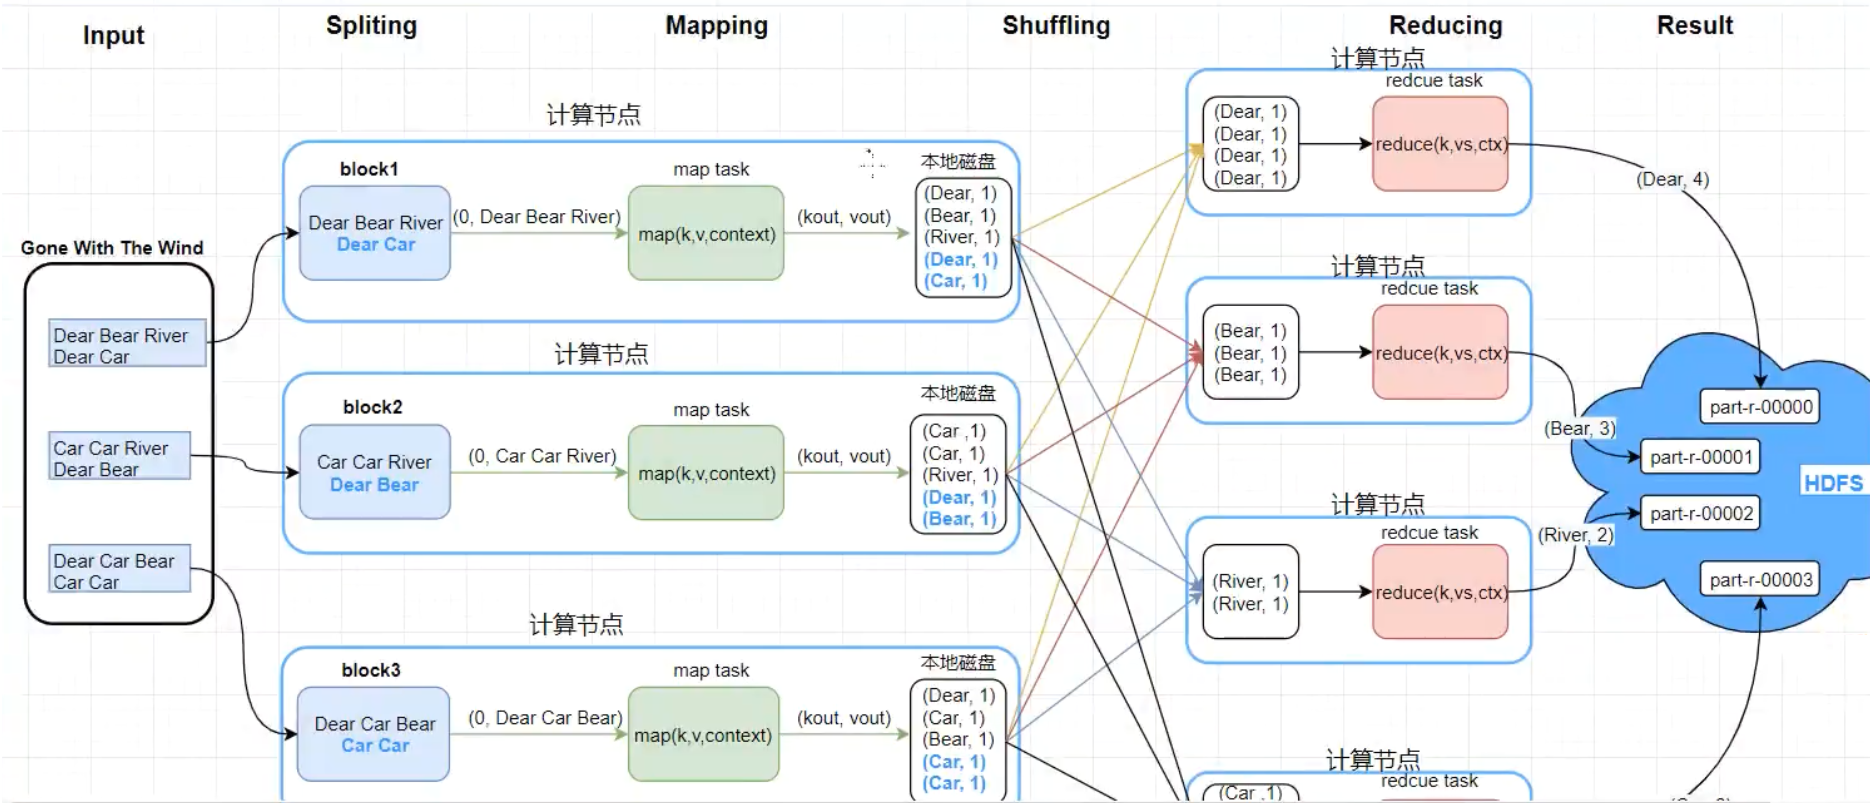 Input
Spliting
Mapping
Shuffling
Reducing
Result
Gone With The Wind
Dear Bear River
Dear Car
Car Car River
Dear Bear
Dear Car Bear
Car Car
计算节点
block1
Dear Bear River
Dear Car
(0, Dear Bear River)
map task
map(k,v,context)
(kout, vout)
本地磁盘
(Dear, 1)
(Bear, 1)
(River, 1)
(Dear, 1)
(Car, 1)
计算节点
block2
Car Car River
Dear Bear
(0, Car Car River)
map task
map(k,v,context)
(kout, vout)
本地磁盘
(Car ,1)
(Car, 1)
(River, 1)
(Dear, 1)
(Bear, 1)
计算节点
block3
Dear Car Bear
Car Car
(0, Dear Car Bear)
map task
map(k,v,context)
(kout, vout)
本地磁盘
(Dear, 1)
(Car, 1)
(Bear, 1)
(Car, 1)
(Car, 1)
计算节点
redcue task
(Dear, 1)
(Dear, 1)
(Dear, 1)
(Dear, 1)
reduce(k,vs,ctx)
(Dear, 4)
计算节点
redcue task
(Bear, 1)
(Bear, 1)
(Bear, 1)
reduce(k,vs,ctx)
(Bear, 3)
计算节点
redcue task
(River, 1)
(River, 1)
reduce(k,vs,ctx)
(River, 2)
计算节点
redcue task
(Car ,1)
part-r-00000
part-r-00001
HDFS
part-r-00002
part-r-00003